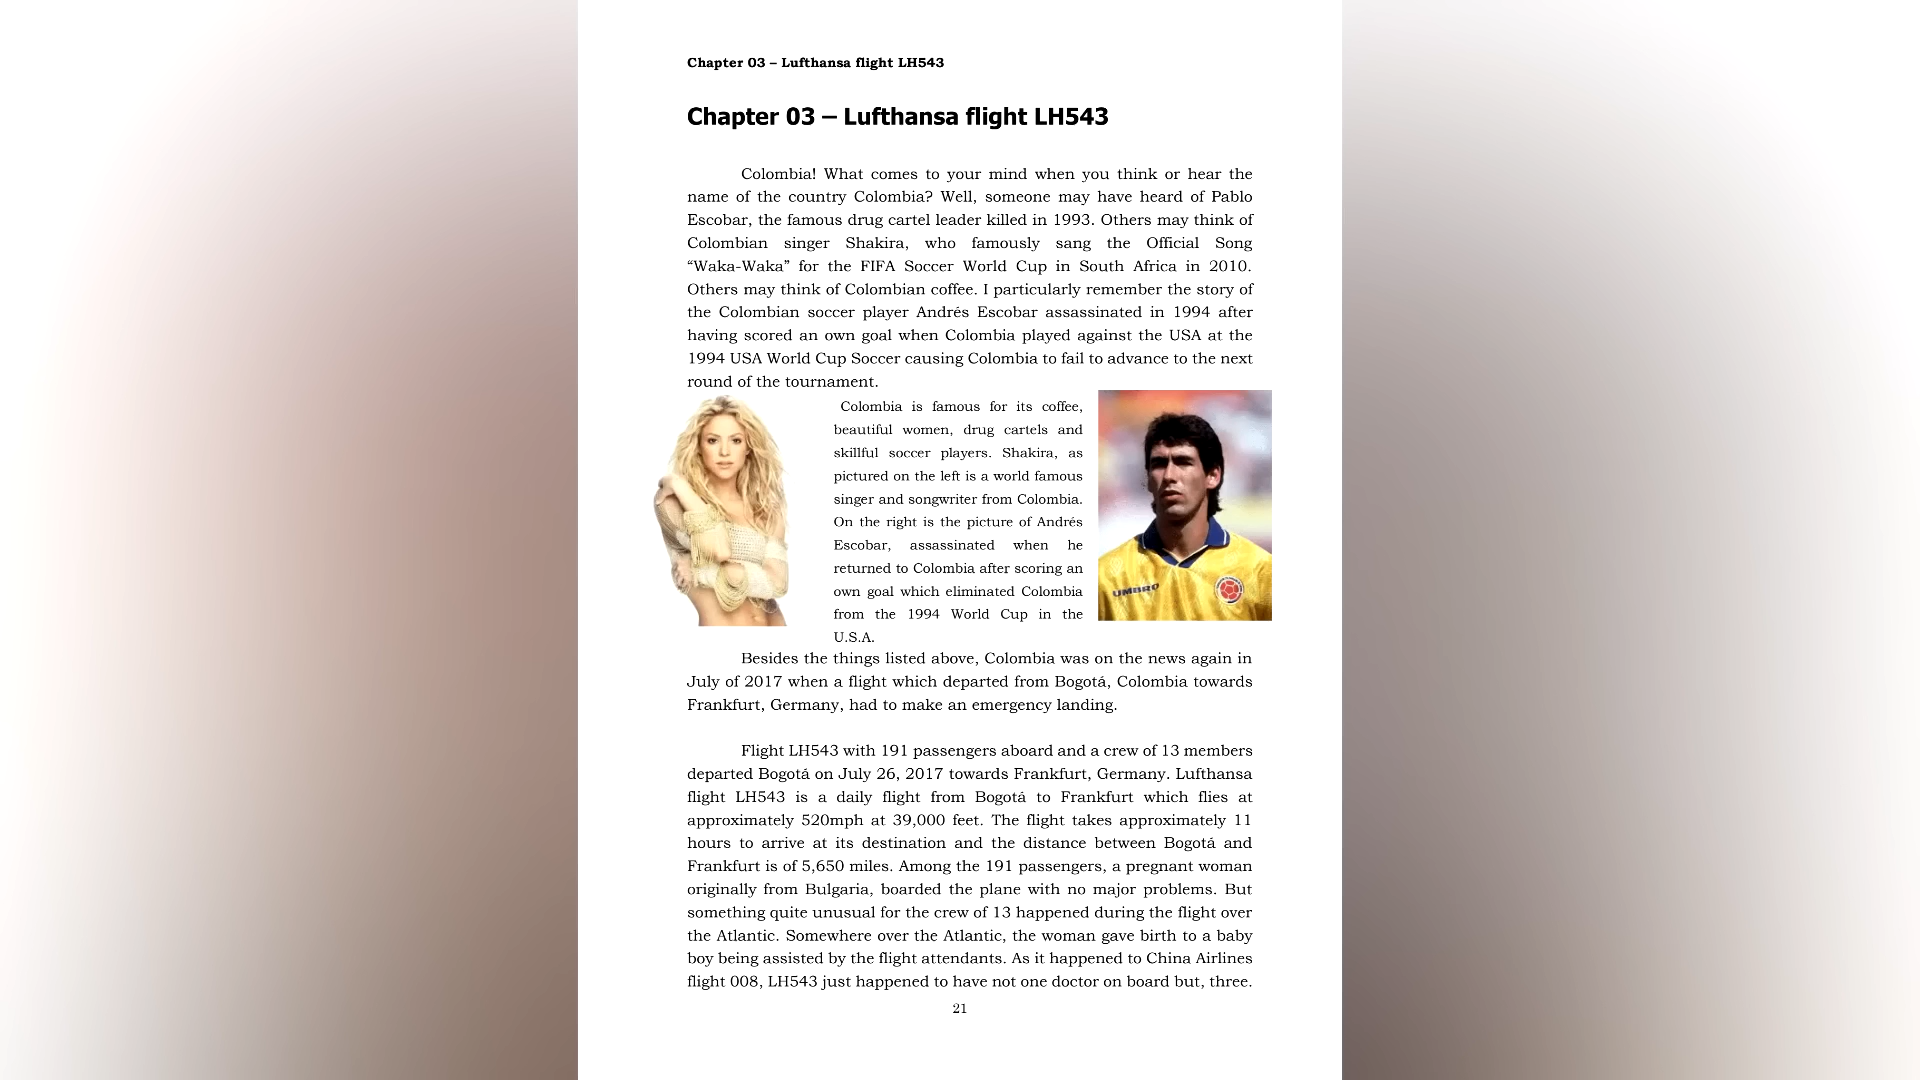 Chapter 03 – Lufthansa flight LH543
Chapter 03 – Lufthansa flight LH543
Colombia! What comes to your mind when you think or hear the
name of the country Colombia? Well, someone may have heard of Pablo
Escobar, the famous drug cartel leader killed in 1993. Others may think of
Colombian singer Shakira, who famously sang the Official Song
“Waka-Waka” for the FIFA Soccer World Cup in South Africa in 2010.
Others may think of Colombian coffee. I particularly remember the story of
the Colombian soccer player Andrés Escobar assassinated in 1994 after
having scored an own goal when Colombia played against the USA at the
1994 USA World Cup Soccer causing Colombia to fail to advance to the next
round of the tournament.
Colombia is famous for its coffee,
beautiful women, drug cartels and
skillful soccer players. Shakira, as
pictured on the left is a world famous
singer and songwriter from Colombia.
On the right is the picture of Andrés
Escobar, assassinated when he
returned to Colombia after scoring an
own goal which eliminated Colombia
from the 1994 World Cup in the
U.S.A.
UMBRO
Besides the things listed above, Colombia was on the news again in
July of 2017 when a flight which departed from Bogotá, Colombia towards
Frankfurt, Germany, had to make an emergency landing.
Flight LH543 with 191 passengers aboard and a crew of 13 members
departed Bogotá on July 26, 2017 towards Frankfurt, Germany. Lufthansa
flight LH543 is a daily flight from Bogotá to Frankfurt which flies at
approximately 520mph at 39,000 feet. The flight takes approximately 11
hours to arrive at its destination and the distance between Bogotá and
Frankfurt is of 5,650 miles. Among the 191 passengers, a pregnant woman
originally from Bulgaria, boarded the plane with no major problems. But
something quite unusual for the crew of 13 happened during the flight over
the Atlantic. Somewhere over the Atlantic, the woman gave birth to a baby
boy being assisted by the flight attendants. As it happened to China Airlines
flight 008, LH543 just happened to have not one doctor on board but, three.
21